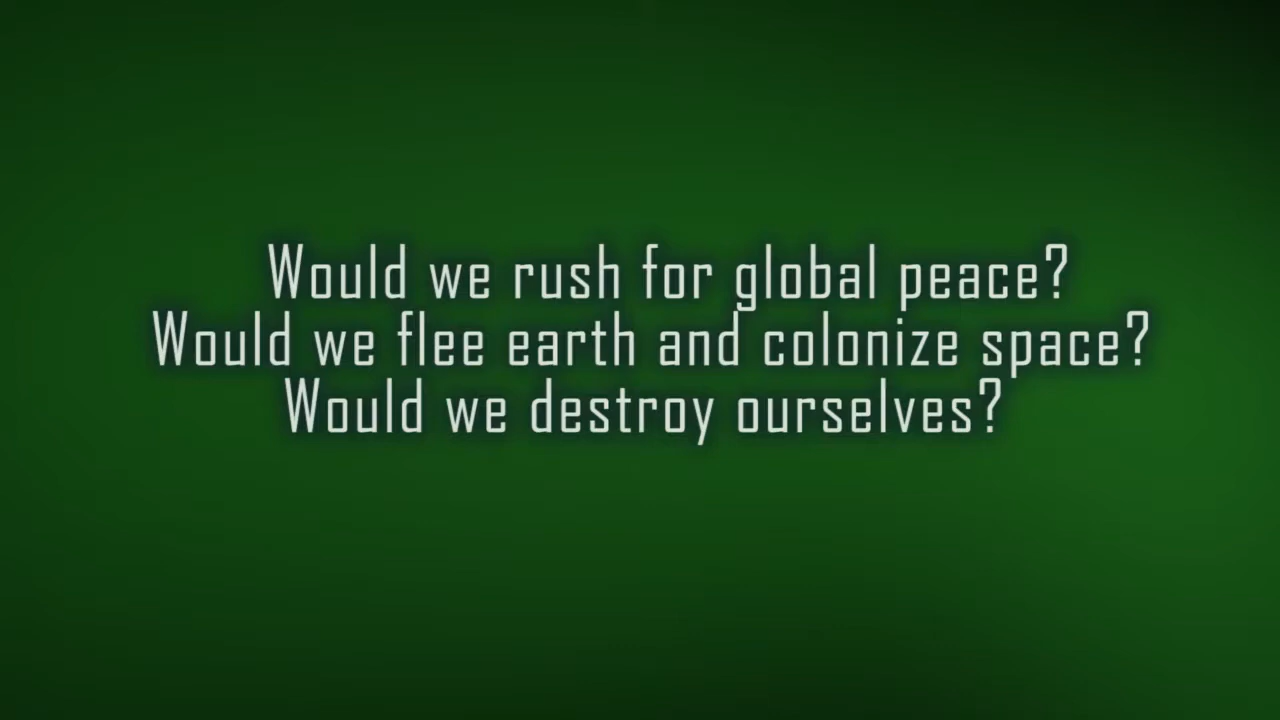 Would we rush for global peace?
Would we flee earth and colonize space?
Would we destroy ourselves?